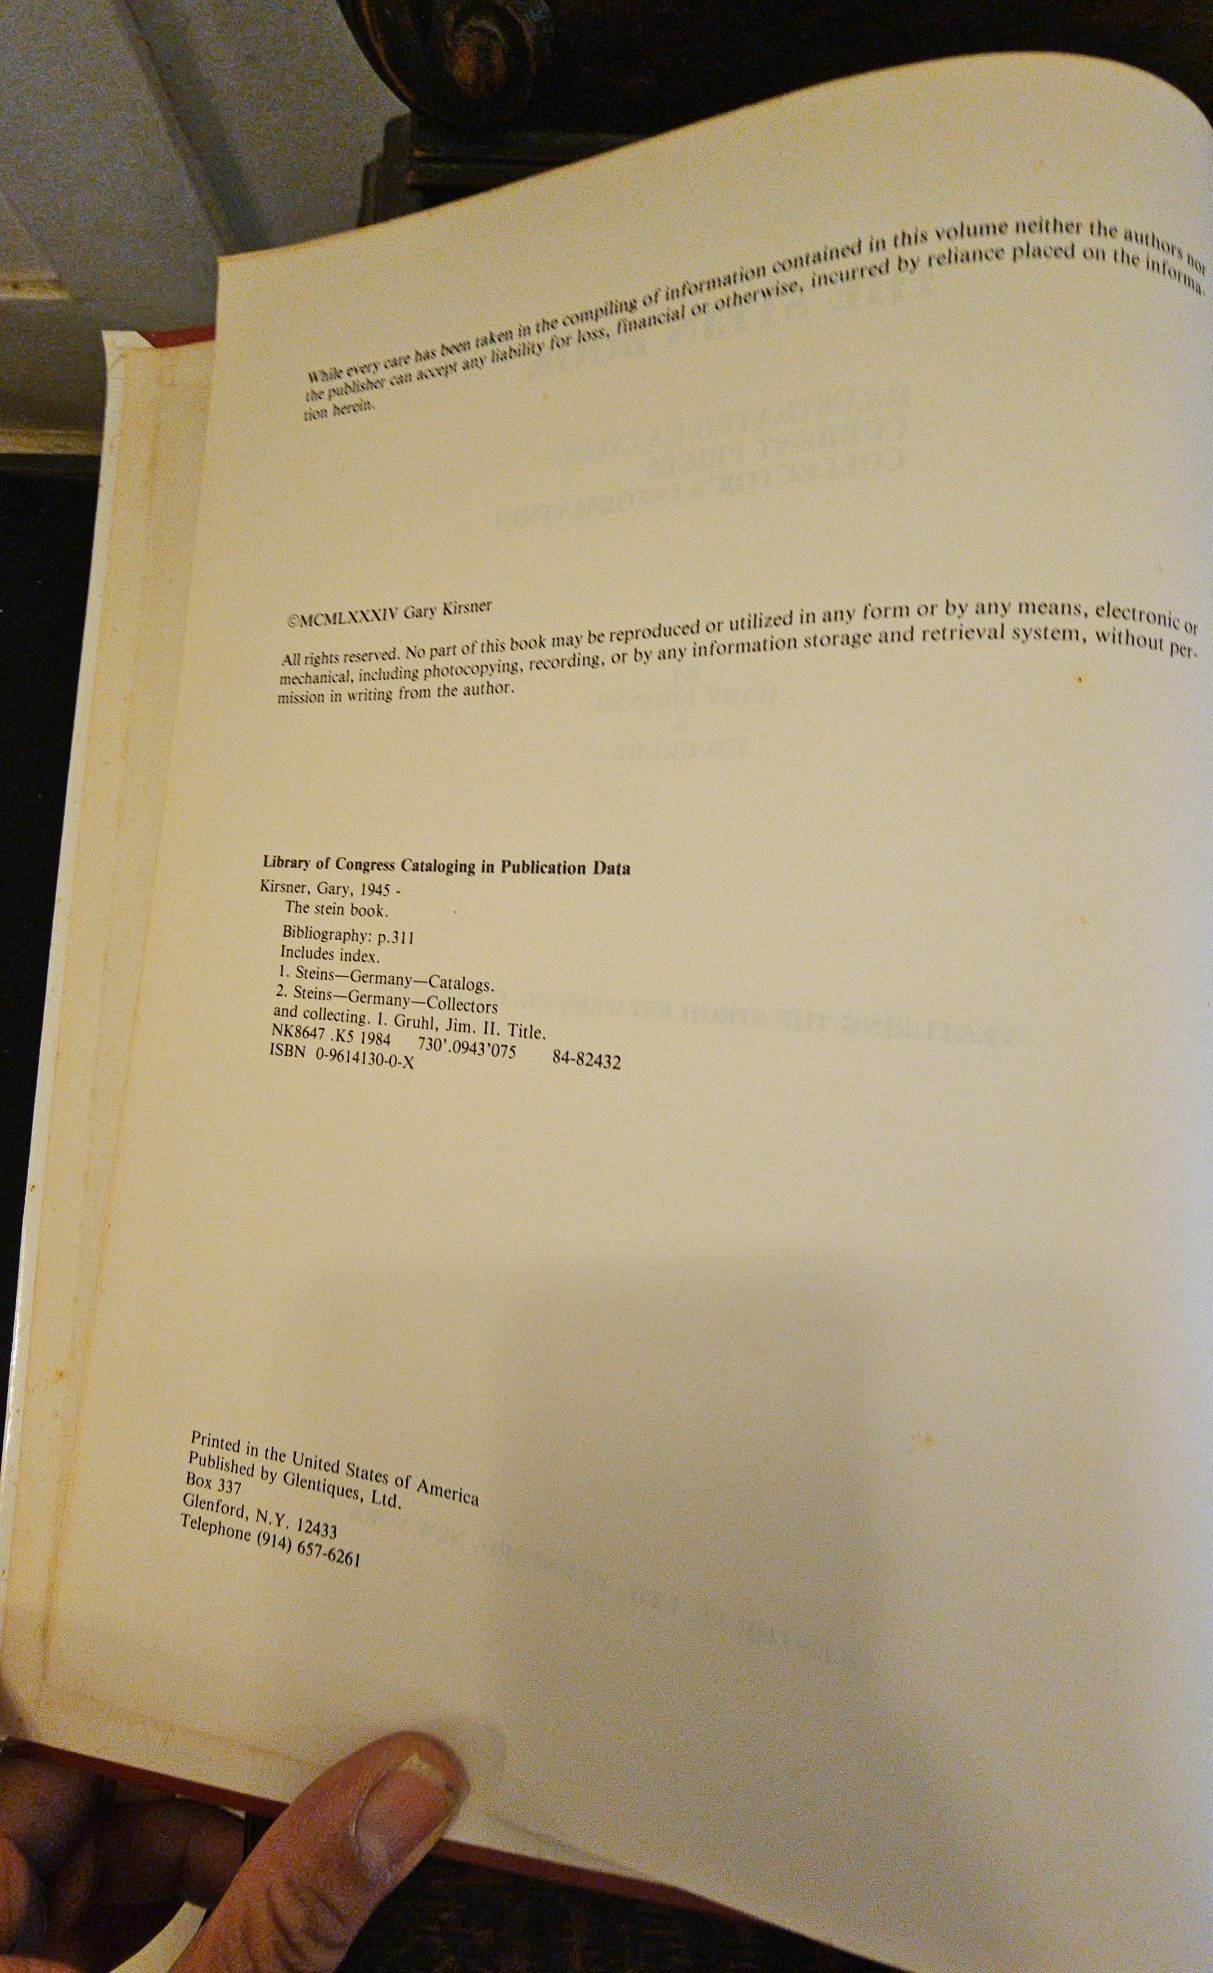 While every care has been taken in the compiling of information contained in this volume neither the authors nor
the publisher can accept any liability for loss, financial or otherwise, incurred by reliance placed on the informa-
tion herein.
©MCMLXXXIV Gary Kirsner
All rights reserved. No part of this book may be reproduced or utilized in any form or by any means, electronic or
mechanical, including photocopying, recording, or by any information storage and retrieval system, without per-
mission in writing from the author.
Library of Congress Cataloging in Publication Data
Kirsner, Gary, 1945 -
The stein book.
Bibliography: p.311
Includes index.
1. Steins—Germany—Catalogs.
2. Steins—Germany—Collectors
and collecting. I. Gruhl, Jim. II. Title.
NK8647 .K5 1984 730'.0943'075 84-82432
ISBN 0-9614130-0-X
Printed in the United States of America
Published by Glentiques, Ltd.
Box 337
Glenford, N.Y. 12433
Telephone (914) 657-6261